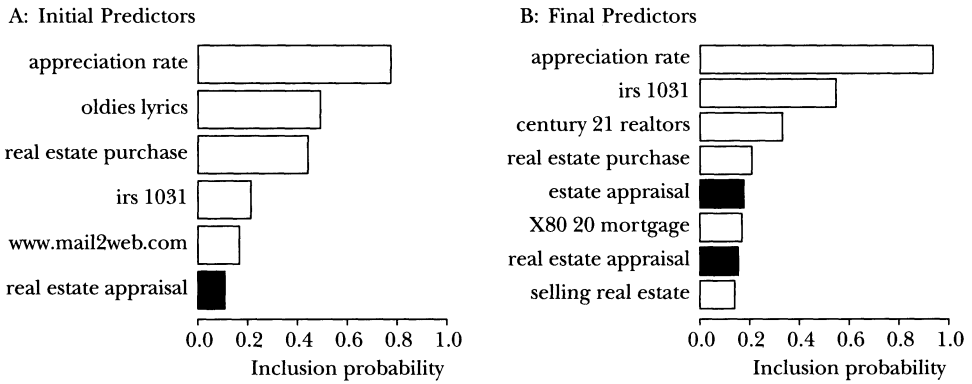 A: Initial Predictors
appreciation rate
oldies lyrics
real estate purchase
irs 1031
www.mail2web.com
real estate appraisal
0.0 0.2 0.4 0.6 0.8 1.0
Inclusion probability
B: Final Predictors
appreciation rate
irs 1031
century 21 realtors
real estate purchase
estate appraisal
X80 20 mortgage
real estate appraisal
selling real estate
0.0 0.2 0.4 0.6 0.8 1.0
Inclusion probability